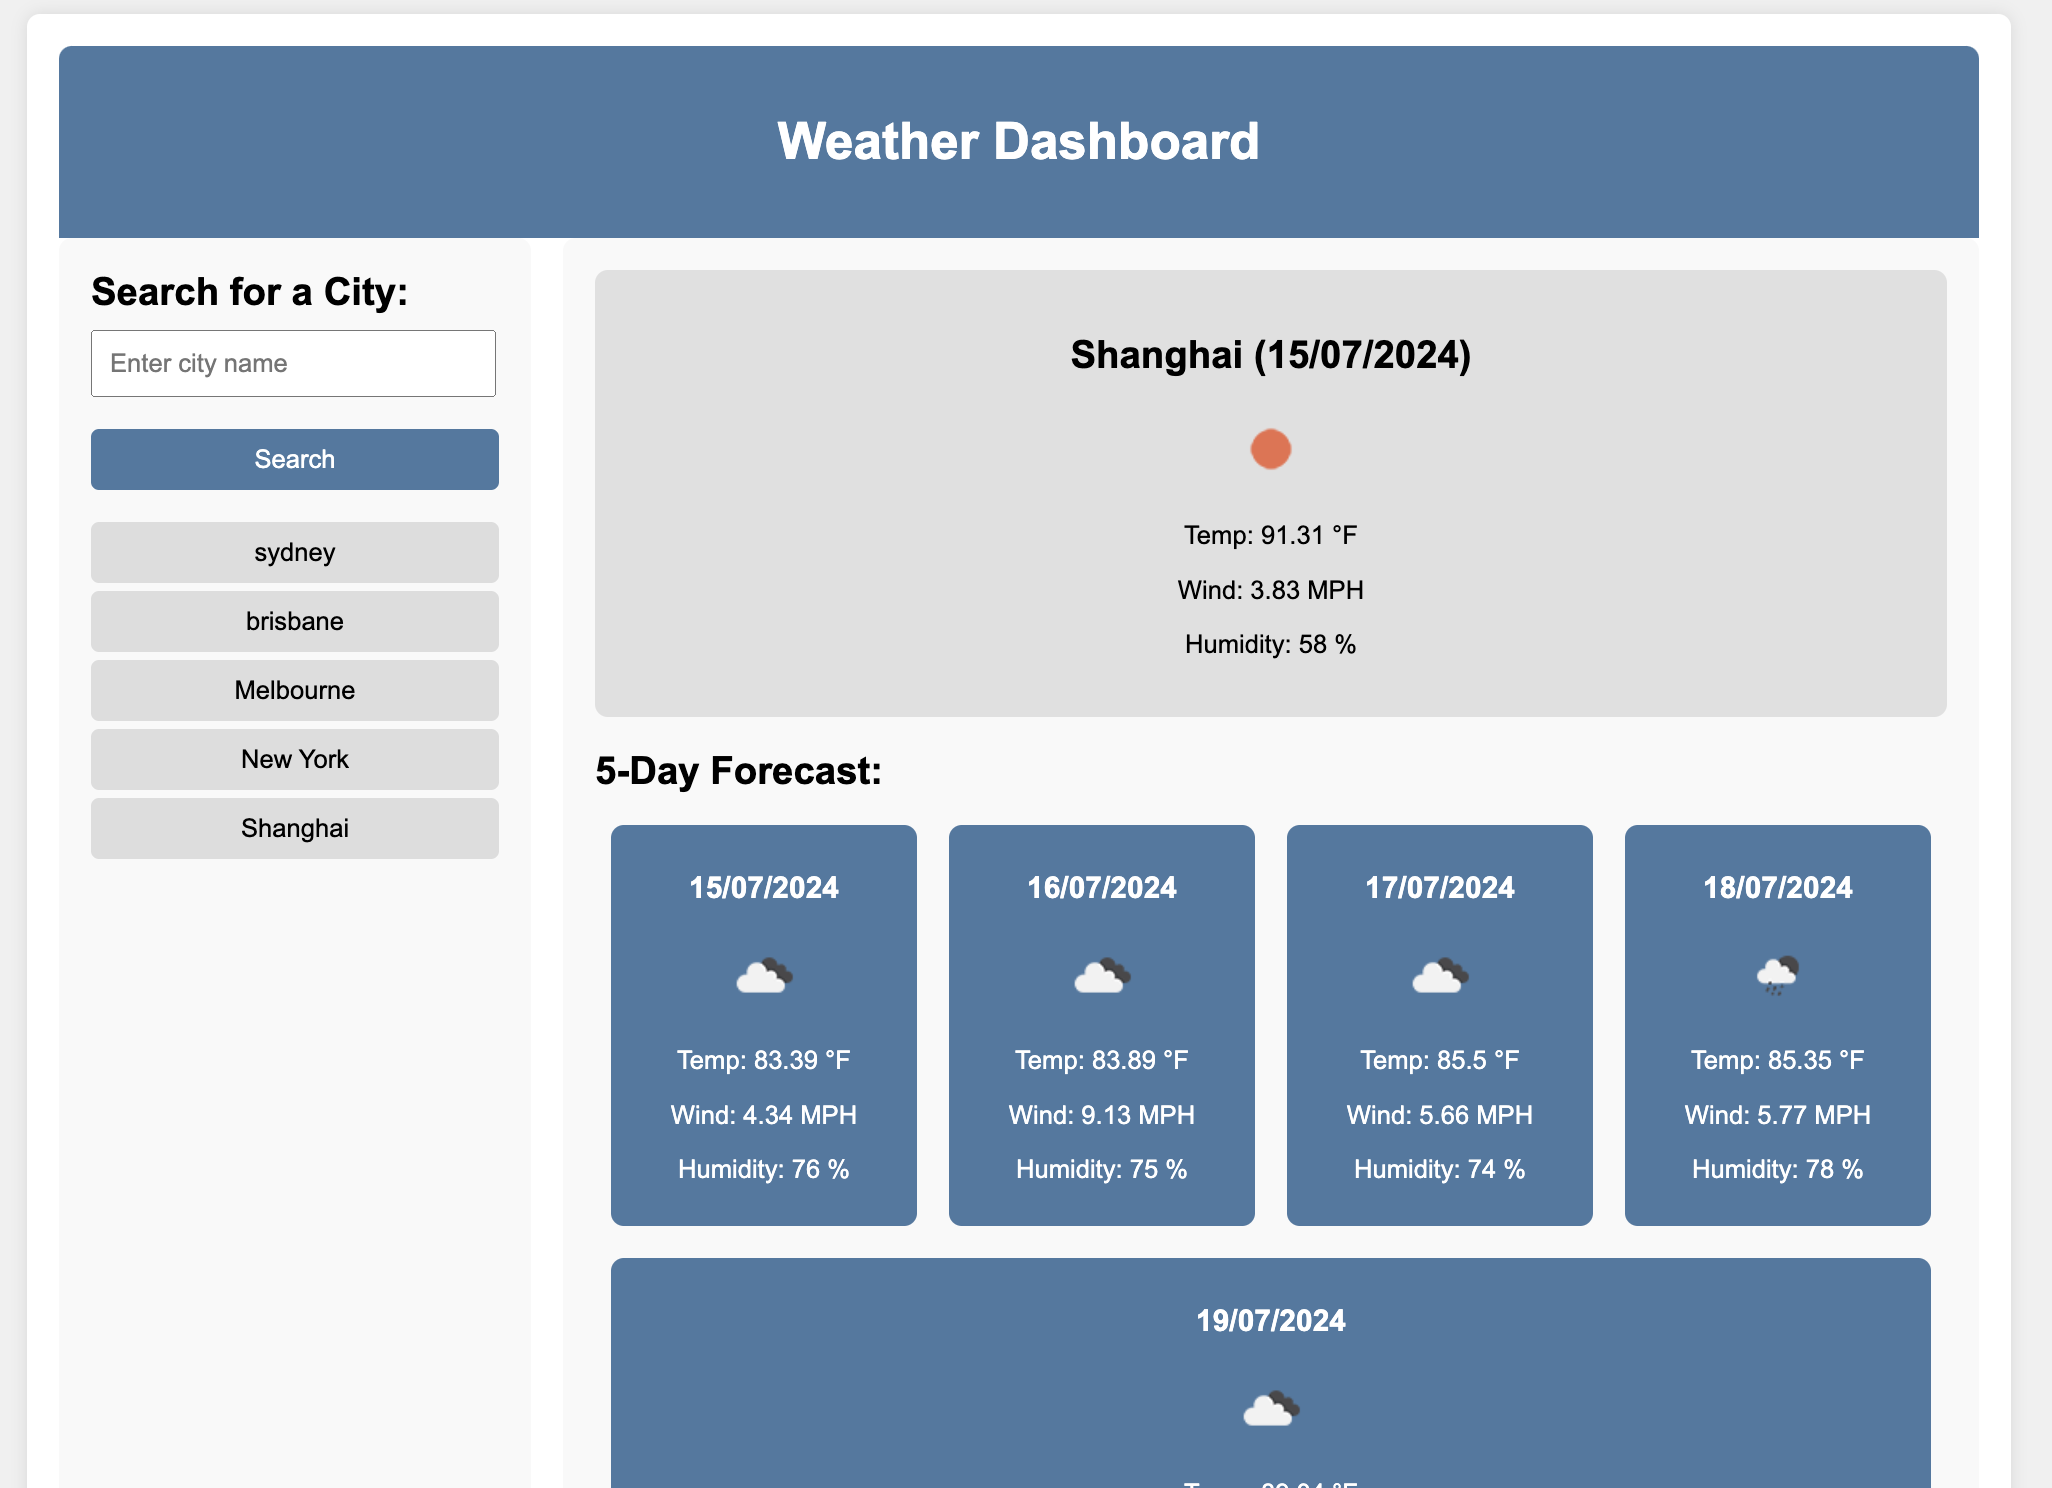 Weather Dashboard
Search for a City:
Enter city name
Search
sydney
brisbane
Melbourne
New York
Shanghai
Shanghai (15/07/2024)
Temp: 91.31 °F
Wind: 3.83 MPH
Humidity: 58 %
5-Day Forecast:
15/07/2024
Temp: 83.39 °F
Wind: 4.34 MPH
Humidity: 76 %
16/07/2024
Temp: 83.89 °F
Wind: 9.13 MPH
Humidity: 75 %
17/07/2024
Temp: 85.5 °F
Wind: 5.66 MPH
Humidity: 74 %
18/07/2024
Temp: 85.35 °F
Wind: 5.77 MPH
Humidity: 78 %
19/07/2024